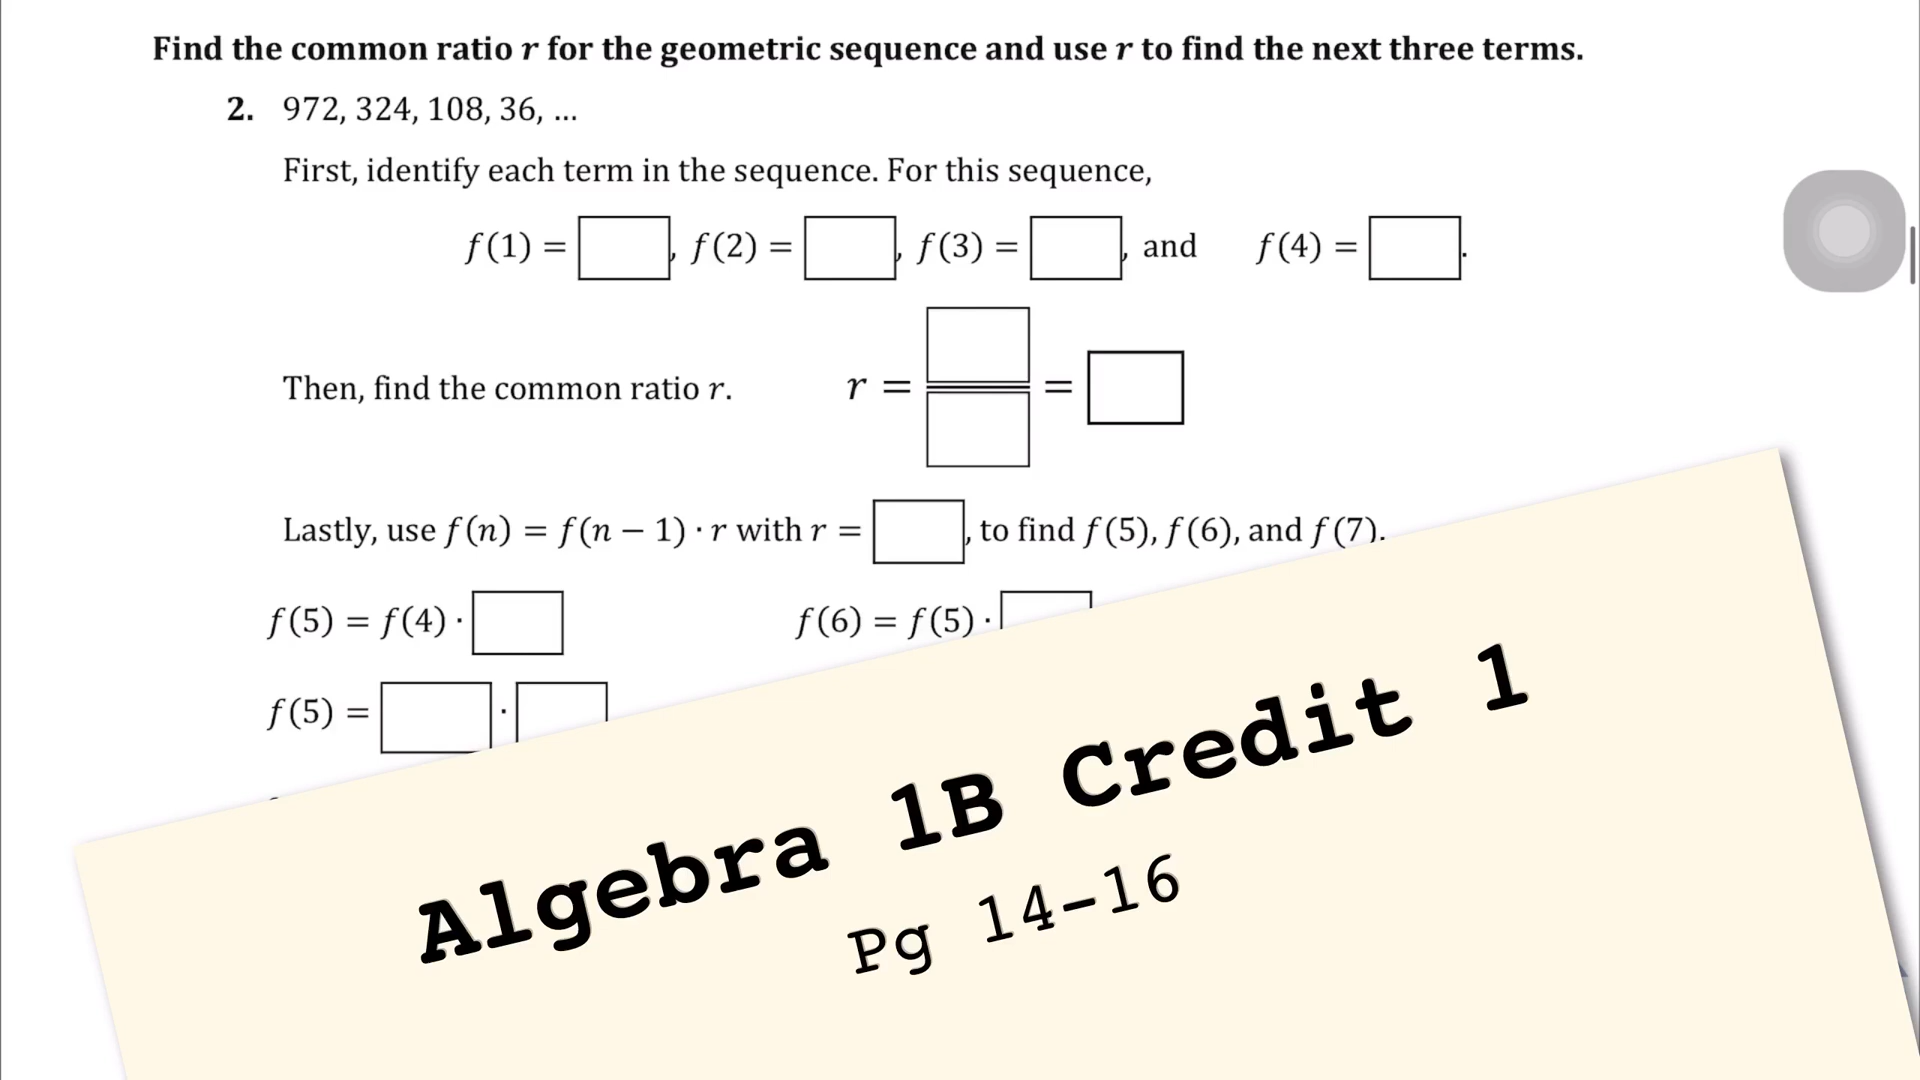 Find the common ratio r for the geometric sequence and use r to find the next three terms.
2. 972, 324, 108, 36, ...
First, identify each term in the sequence. For this sequence,
f(1) = , f(2) = , f(3) = , and f(4) = .
Then, find the common ratio r. r = =
Lastly, use f(n) = f(n − 1) · r with r = , to find f(5), f(6), and f(7).
f(5) = f(4) · f(6) = f(5) ·
f(5) = ·
Algebra 1B Credit 1
Pg 14-16